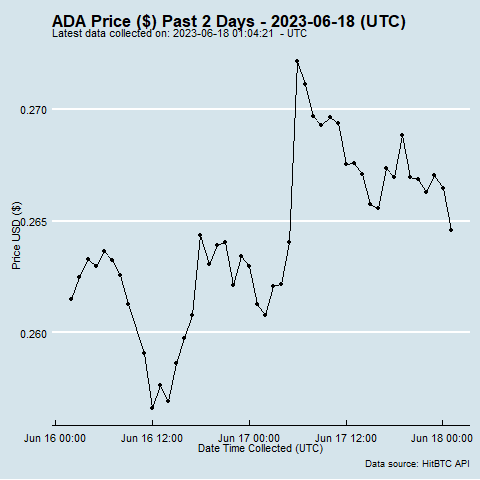 ADA Price ($) Past 2 Days - 2023-06-18 (UTC)
Latest data collected on: 2023-06-18 01:04:21  - UTC
0.270
0.265
0.260
Price USD ($)
Jun 16 00:00 Jun 16 12:00 Jun 17 00:00 Jun 17 12:00 Jun 18 00:00
Date Time Collected (UTC)
Data source: HitBTC API